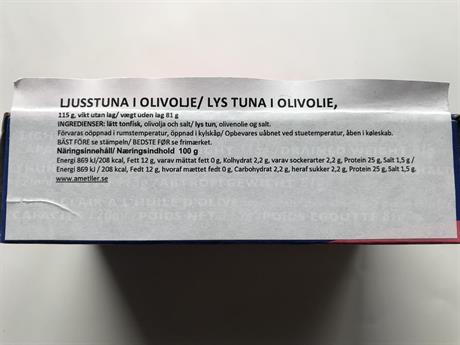 LJUSSTUNA I OLIVOLJE/ LYS TUNA I OLIVOLIE,
115 g, vikt utan lag/ vægt uden lag 81 g
INGREDIENSER: lätt tonfisk, olivolja och salt/ lys tun, olivenolie og salt.
Förvaras oöppnad i rumstemperatur, öppnad i kylskåp/ Opbevares uåbnet ved stuetemperatur, åben i køleskab.
BÄST FÖRE se stämpeln/ BEDSTE FØR se firmærket.
Näringsinnehåll/ Næringsindhold 100 g
Energi 869 kJ/208 kcal, Fett 12 g, varav mättat fett 0 g, Kolhydrat 2,2 g, varav sockerarter 2,2 g, Protein 25 g, Salt 1,5 g /
Energi 869 kJ / 208 kcal, Fedt 12 g, hvoraf mættet fedt 0 g, Carbohydrat 2,2 g, heraf sukker 2,2 g, Protein 25 g, Salt 1,5 g.
www.ametller.se